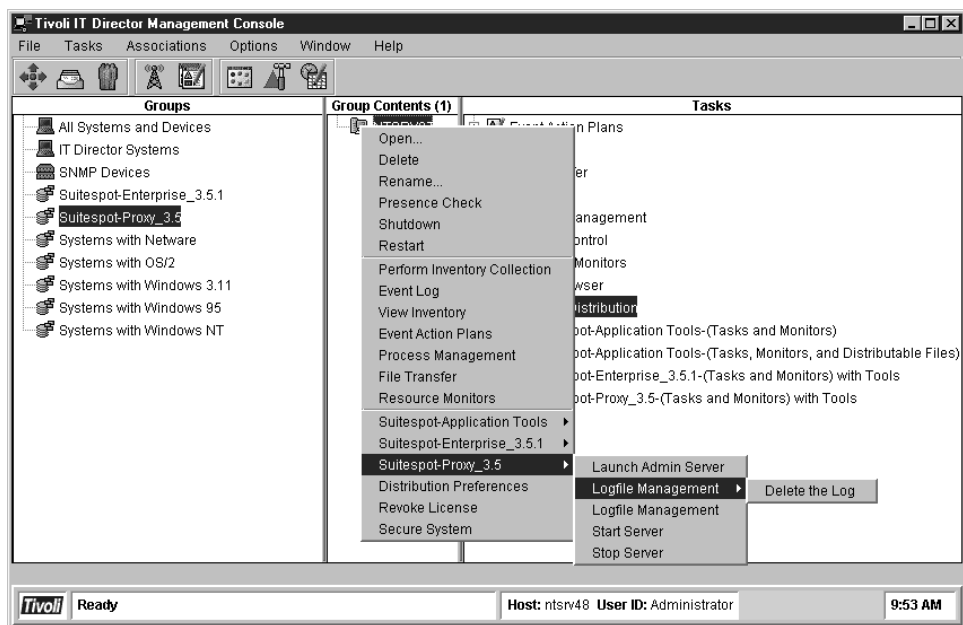 Tivoli IT Director Management Console
File Tasks Associations Options Window Help
Groups Group Contents (1) Tasks
All Systems and Devices
IT Director Systems
SNMP Devices
Suitespot-Enterprise_3.5.1
Suitespot-Proxy_3.5
Systems with Netware
Systems with OS/2
Systems with Windows 3.11
Systems with Windows 95
Systems with Windows NT
Open...
Delete
Rename...
Presence Check
Shutdown
Restart
Perform Inventory Collection
Event Log
View Inventory
Event Action Plans
Process Management
File Transfer
Resource Monitors
Suitespot-Application Tools
Suitespot-Enterprise_3.5.1
Suitespot-Proxy_3.5
Distribution Preferences
Revoke License
Secure System
Launch Admin Server
Logfile Management
Logfile Management
Start Server
Stop Server
Delete the Log
Plans
er
anagement
ontrol
Monitors
wser
istribution
pot-Application Tools-(Tasks and Monitors)
pot-Application Tools-(Tasks, Monitors, and Distributable Files)
pot-Enterprise_3.5.1-(Tasks and Monitors) with Tools
pot-Proxy_3.5-(Tasks and Monitors) with Tools
Tivoli Ready Host: ntsrv48 User ID: Administrator 9:53 AM